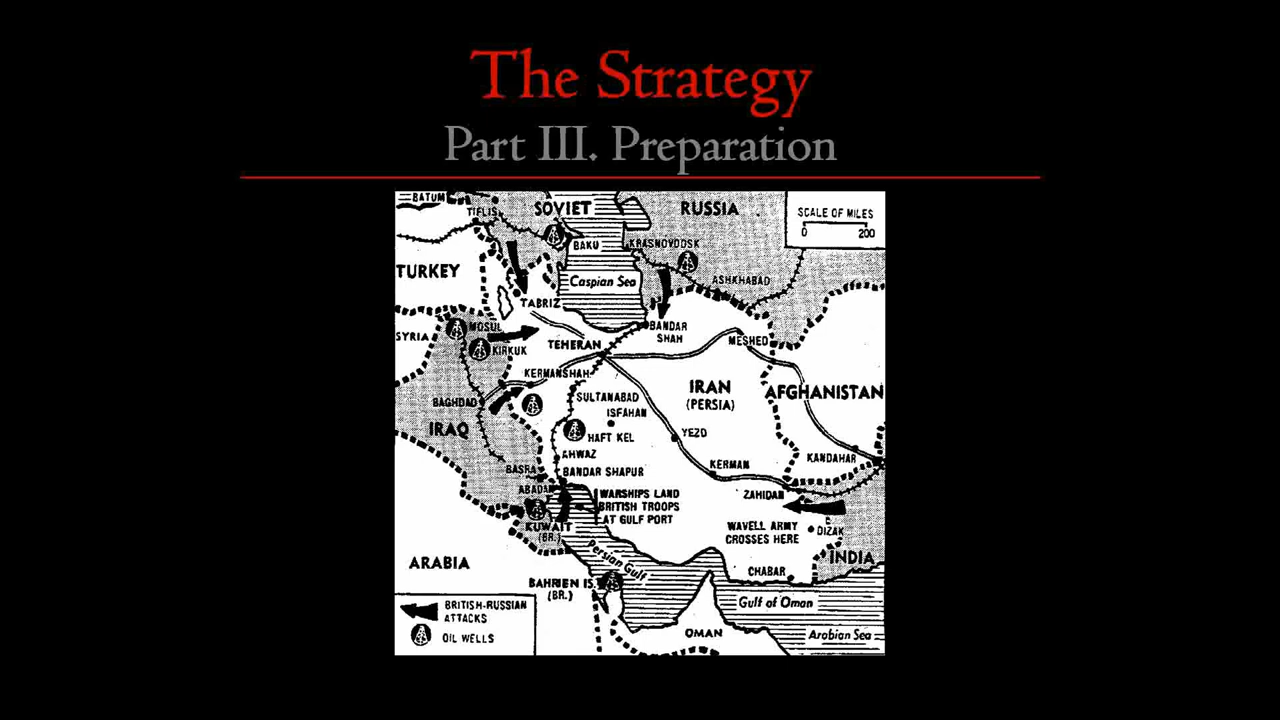 The Strategy
Part III. Preparation
BATUM
TIFLIS
SOVIET
RUSSIA
SCALE OF MILES
0 200
BAKU
KRASNOVODSK
TURKEY
Caspian Sea
ASHKHABAD
TABRIZ
SYRIA
MOSUL
BANDAR
SHAH
TEHERAN
MESHED
KIRKUK
KERMANSHAH
IRAN
(PERSIA)
AFGHANISTAN
BAGHDAD
SULTANABAD
ISFAHAN
IRAQ
HAFT KEL
YEZD
AHWAZ
KANDAHAR
BASRA
BANDAR SHAPUR
KERMAN
ABADAN
WARSHIPS LAND
BRITISH TROOPS
AT GULF PORT
ZAHIDAN
KUWAIT
(BR.)
WAVELL ARMY
CROSSES HERE
DIZAK
INDIA
ARABIA
Persian Gulf
CHABAR
BAHRIEN IS.
(BR.)
Gulf of Oman
BRITISH-RUSSIAN
ATTACKS
OIL WELLS
OMAN
Arabian Sea